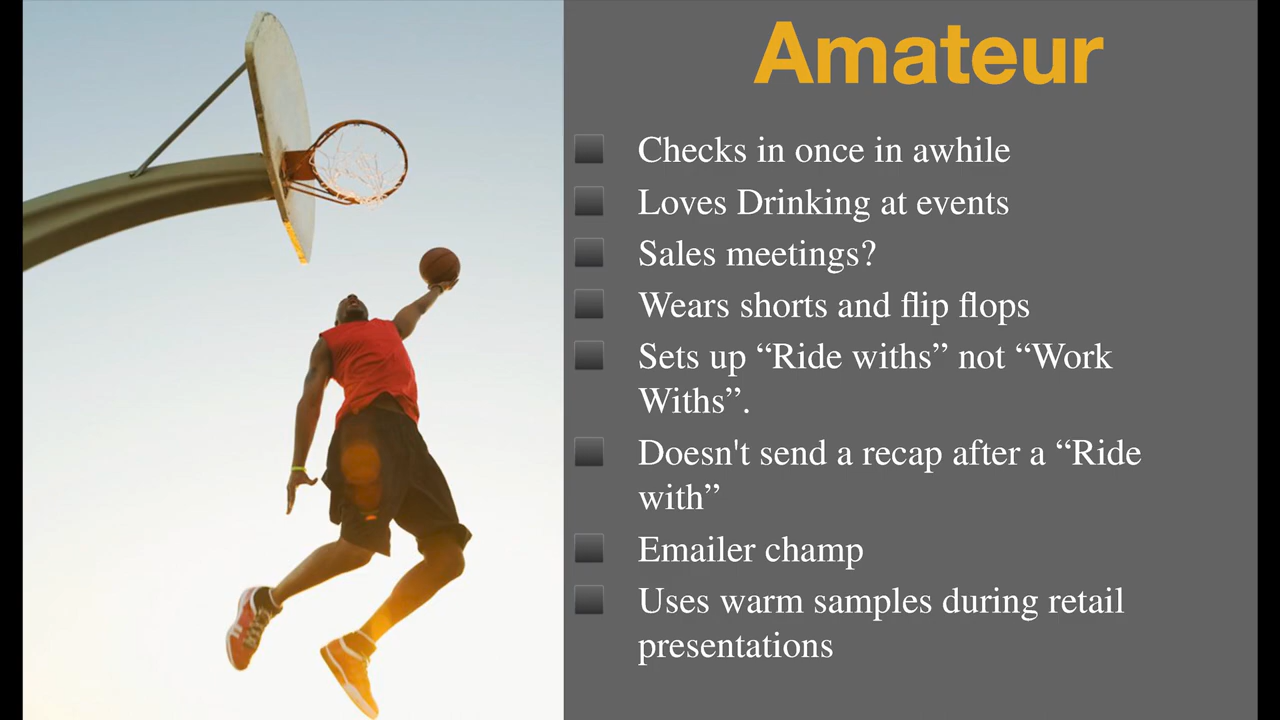 Amateur
Checks in once in awhile
Loves Drinking at events
Sales meetings?
Wears shorts and flip flops
Sets up “Ride withs” not “Work
Withs”.
Doesn't send a recap after a “Ride
with”
Emailer champ
Uses warm samples during retail
presentations